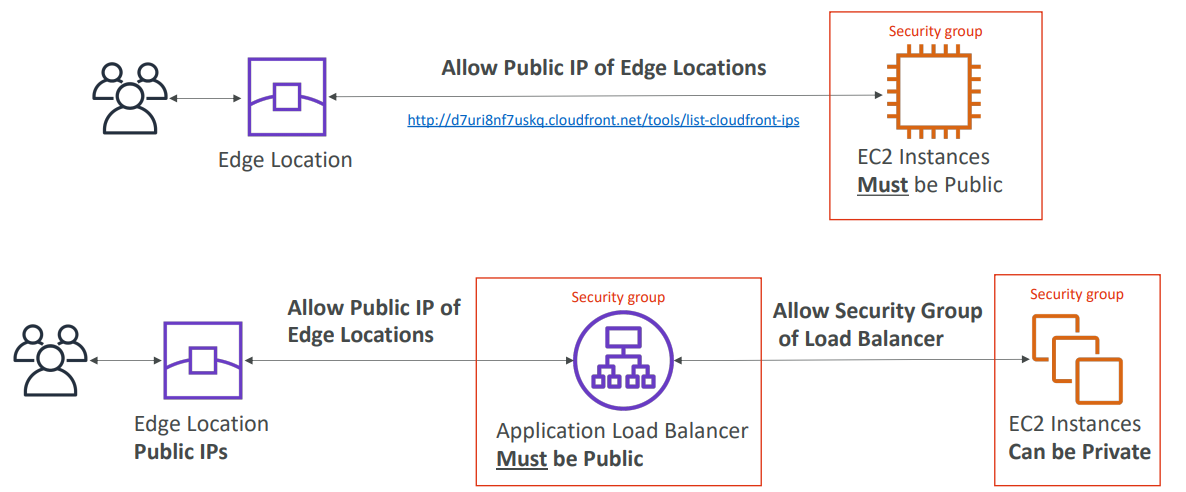 Security group
Allow Public IP of Edge Locations
http://d7uri8nf7uskq.cloudfront.net/tools/list-cloudfront-ips
Edge Location
EC2 Instances
Must be Public
Security group
Security group
Allow Public IP of
Edge Locations
Allow Security Group
of Load Balancer
Edge Location
Public IPs
Application Load Balancer
Must be Public
EC2 Instances
Can be Private